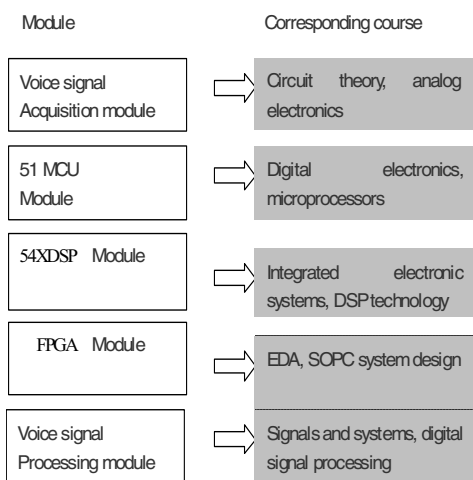 Module Corresponding course
Voice signal
Acquisition module
Circuit theory, analog
electronics
51 MCU
Module
Digital electronics,
microprocessors
54XDSP Module
Integrated electronic
systems, DSP technology
FPGA Module
EDA, SOPC system design
Voice signal
Processing module
Signals and systems, digital
signal processing